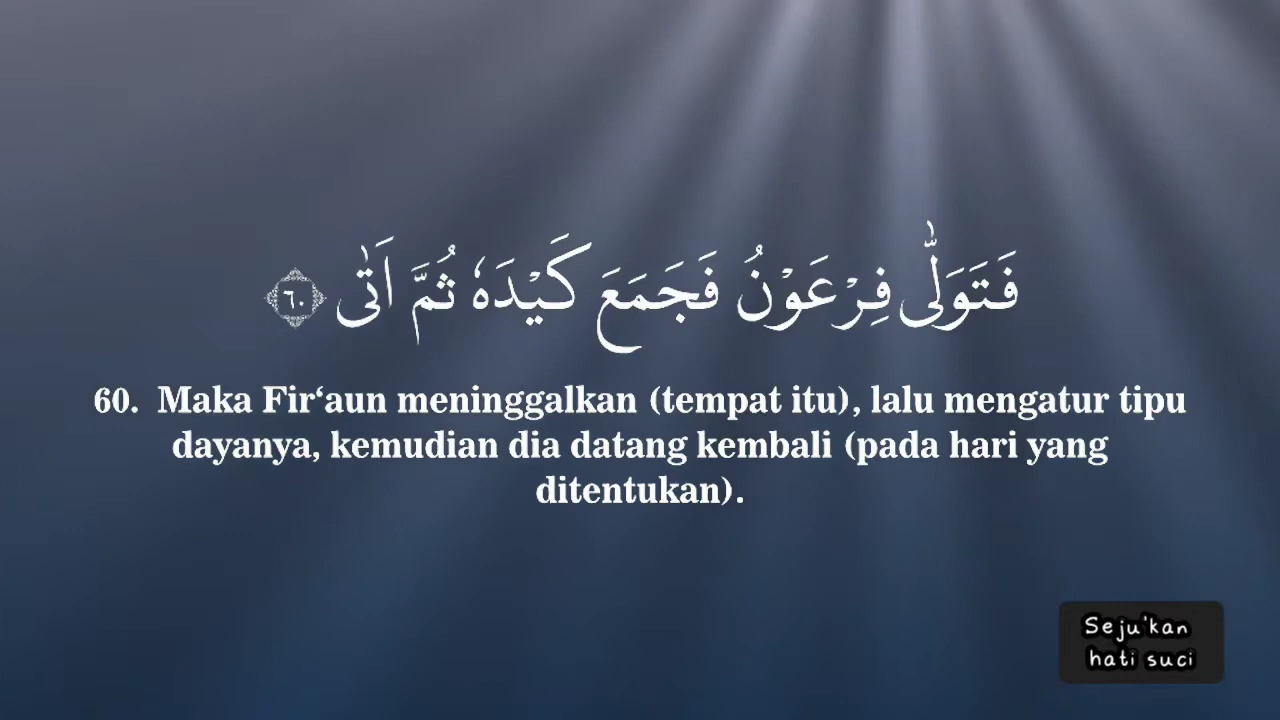 فَتَوَلّٰى فِرْعَوْنُ فَجَمَعَ كَيْدَهٗ ثُمَّ اَتٰى ٦٠
60. Maka Fir‘aun meninggalkan (tempat itu), lalu mengatur tipu
dayanya, kemudian dia datang kembali (pada hari yang
ditentukan).
Seju'kan
hati suci